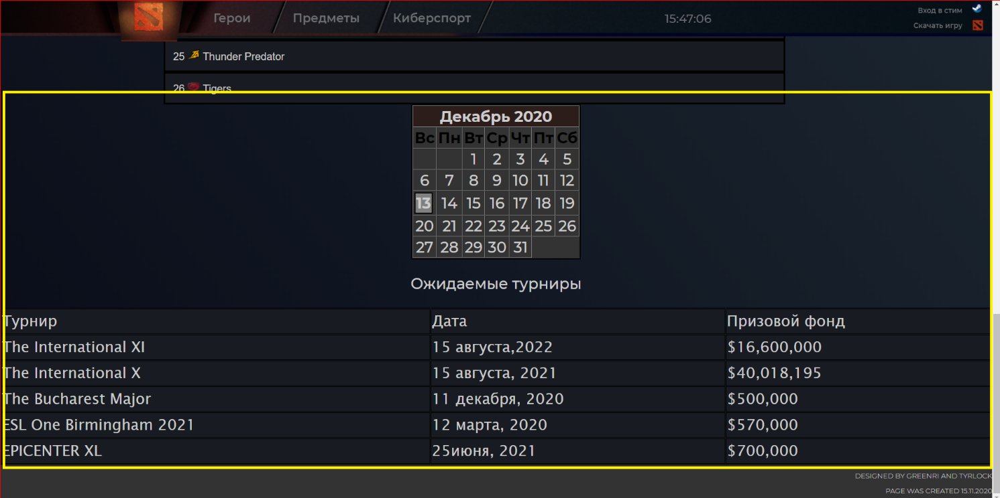 Герои Предметы Киберспорт 15:47:06 Вход в стим
Скачать игру
25 Thunder Predator
26 Tigers
Декабрь 2020
Вс Пн Вт Ср Чт Пт Сб
1 2 3 4 5
6 7 8 9 10 11 12
13 14 15 16 17 18 19
20 21 22 23 24 25 26
27 28 29 30 31
Ожидаемые турниры
Турнир Дата Призовой фонд
The International XI 15 августа,2022 $16,600,000
The International X 15 августа, 2021 $40,018,195
The Bucharest Major 11 декабря, 2020 $500,000
ESL One Birmingham 2021 12 марта, 2020 $570,000
EPICENTER XL 25июня, 2021 $700,000
DESIGNED BY GREENRI AND TYRLOCK
PAGE WAS CREATED 15.11.2020